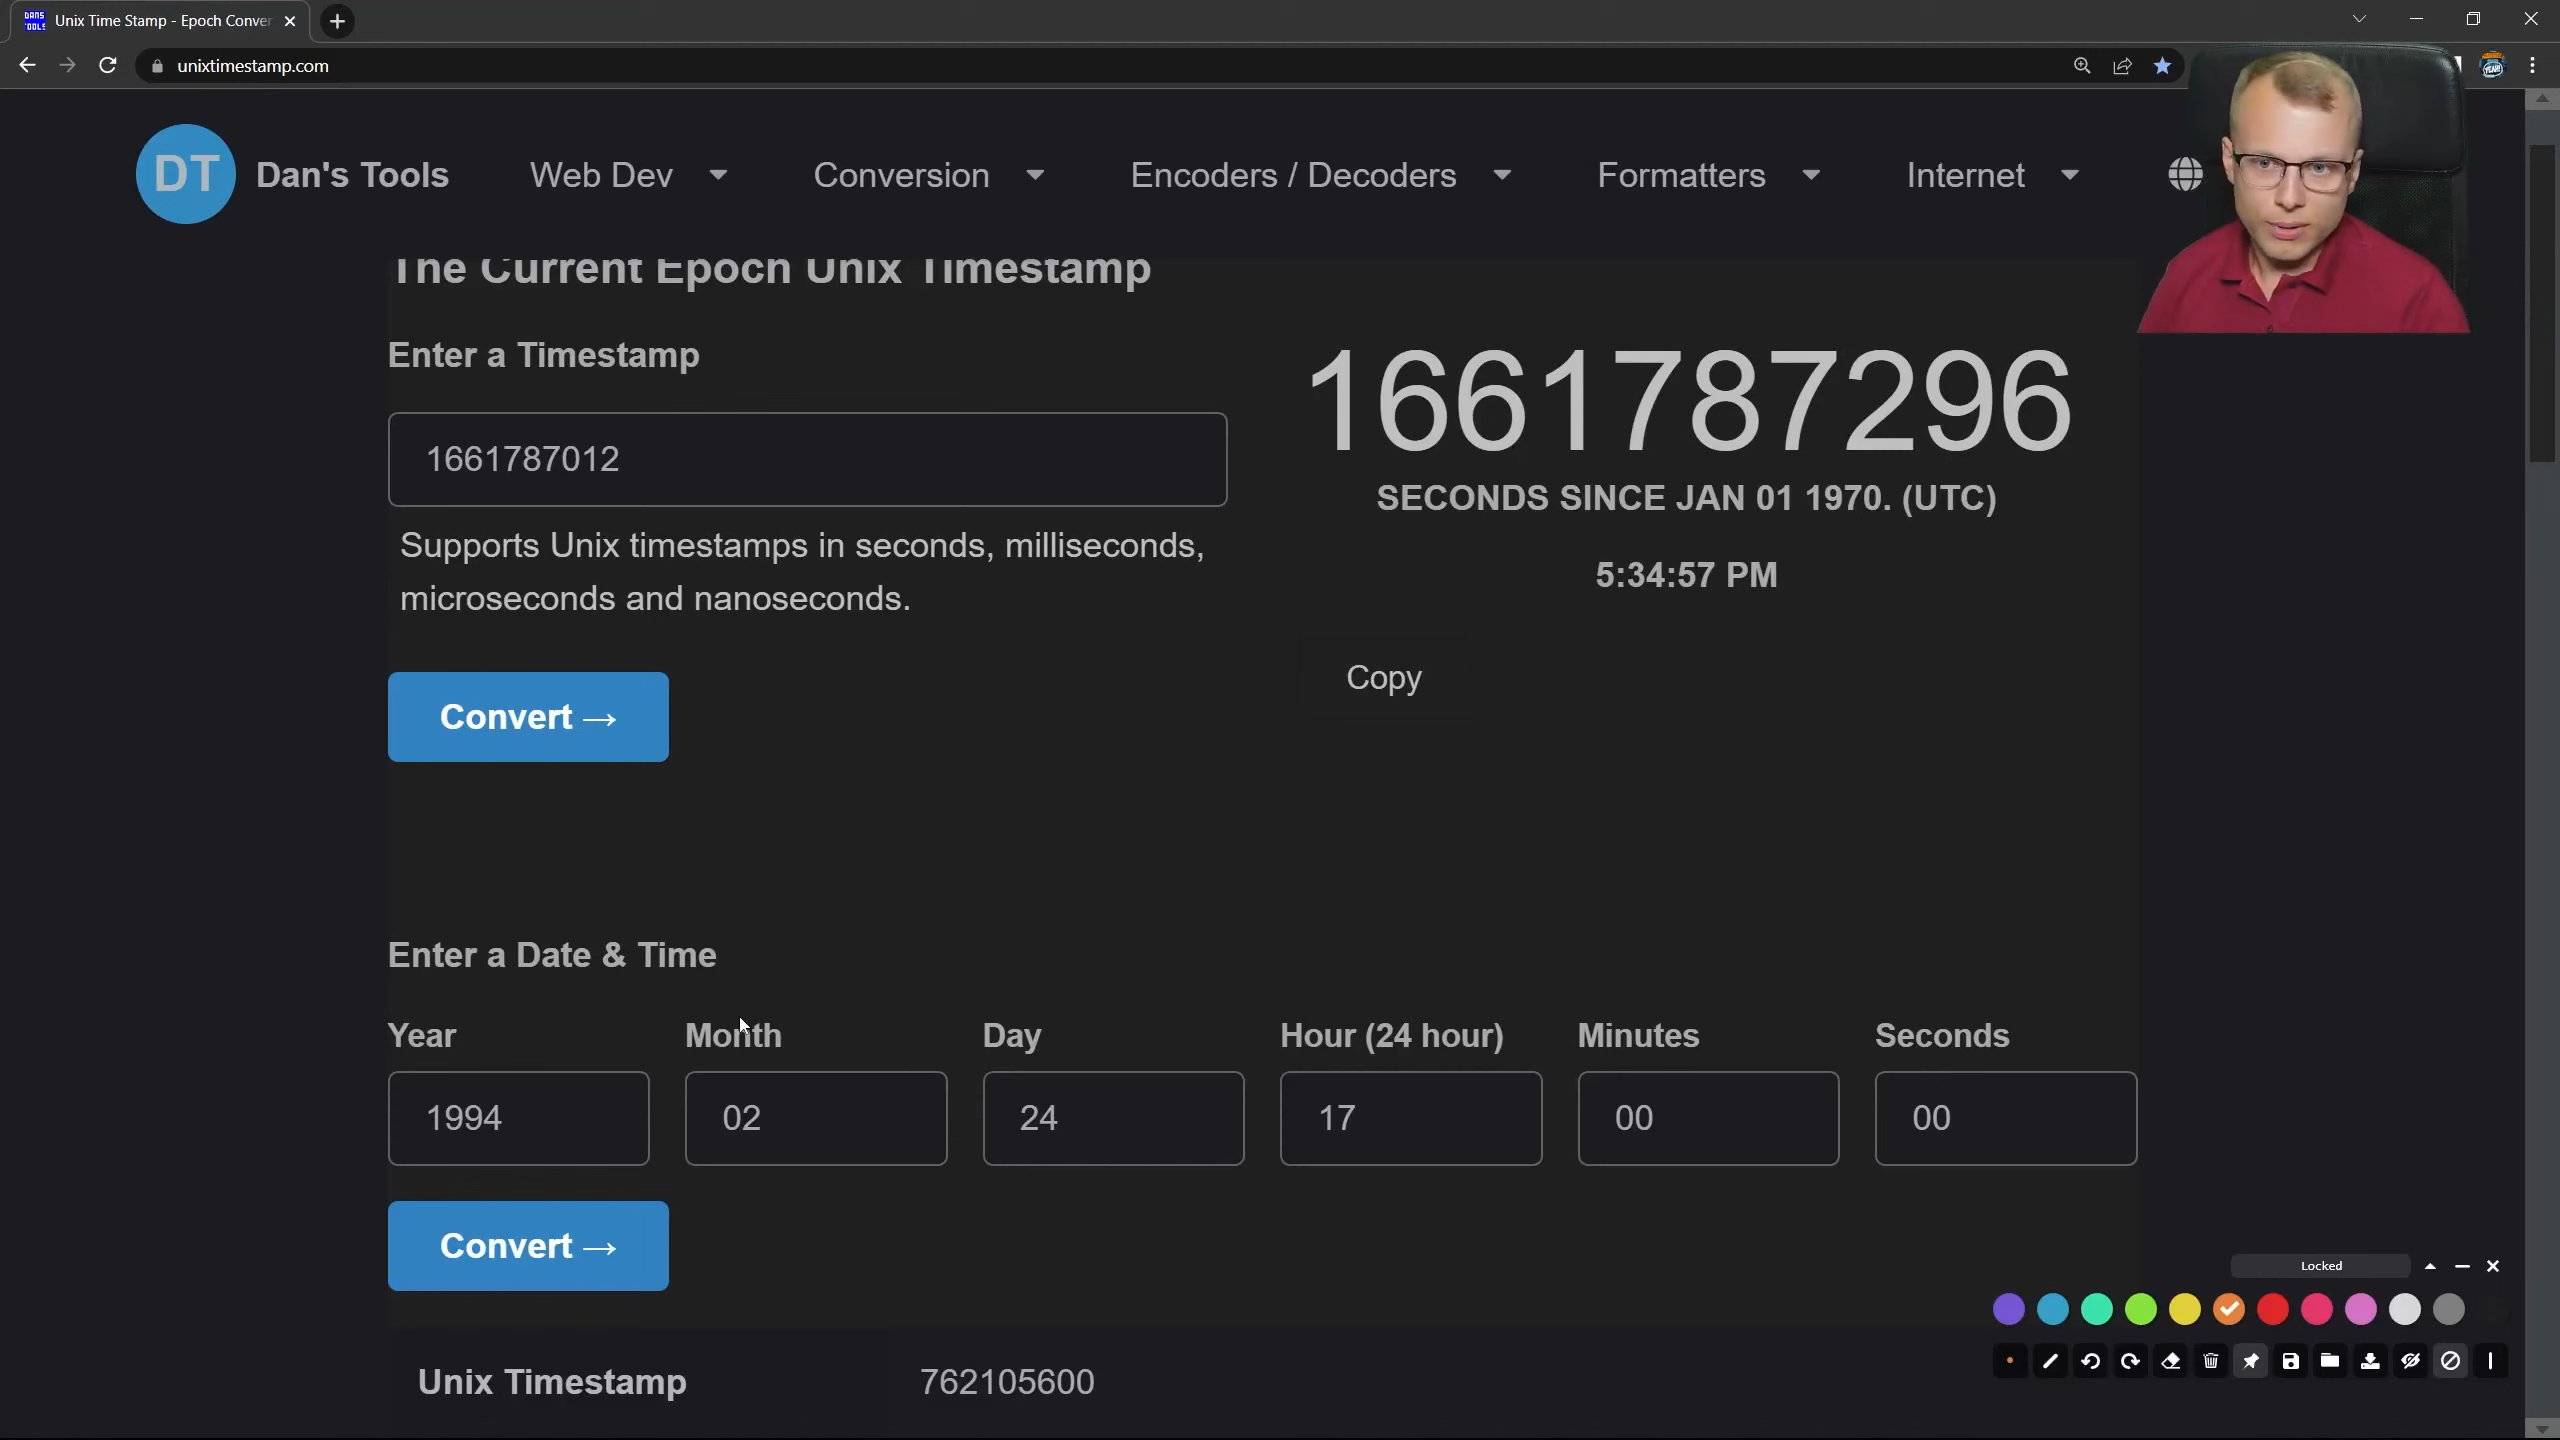 Unix Time Stamp - Epoch Conver
unixtimestamp.com
DT
Dan's Tools
Web Dev
Conversion
Encoders / Decoders
Formatters
Internet
The Current Epoch Unix Timestamp
Enter a Timestamp
1661787012
Supports Unix timestamps in seconds, milliseconds,
microseconds and nanoseconds.
Convert →
1661787296
SECONDS SINCE JAN 01 1970. (UTC)
5:34:57 PM
Copy
Enter a Date & Time
Year
Month
Day
Hour (24 hour)
Minutes
Seconds
1994
02
24
17
00
00
Convert →
Locked
Unix Timestamp
762105600